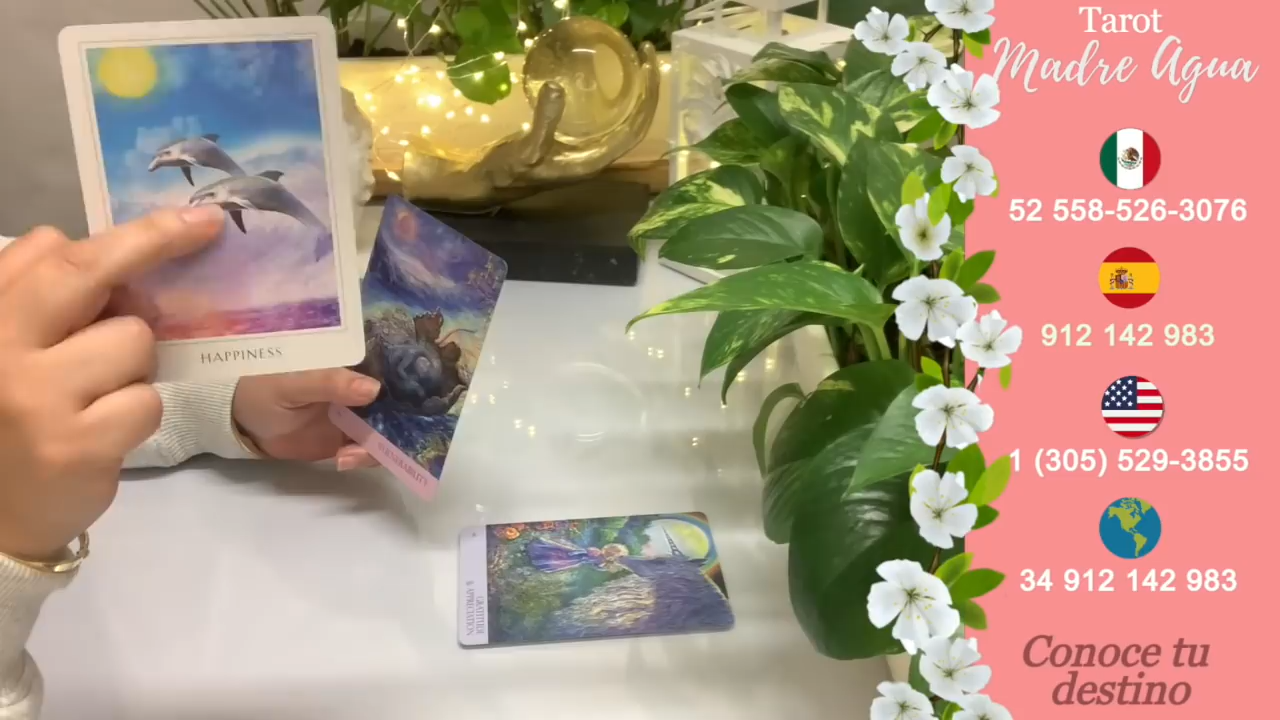 HAPPINESS
VULNERABILITY
GRATITUDE
& APPRECIATION
Tarot
Madre Agua
52 558-526-3076
912 142 983
1 (305) 529-3855
34 912 142 983
Conoce tu
destino